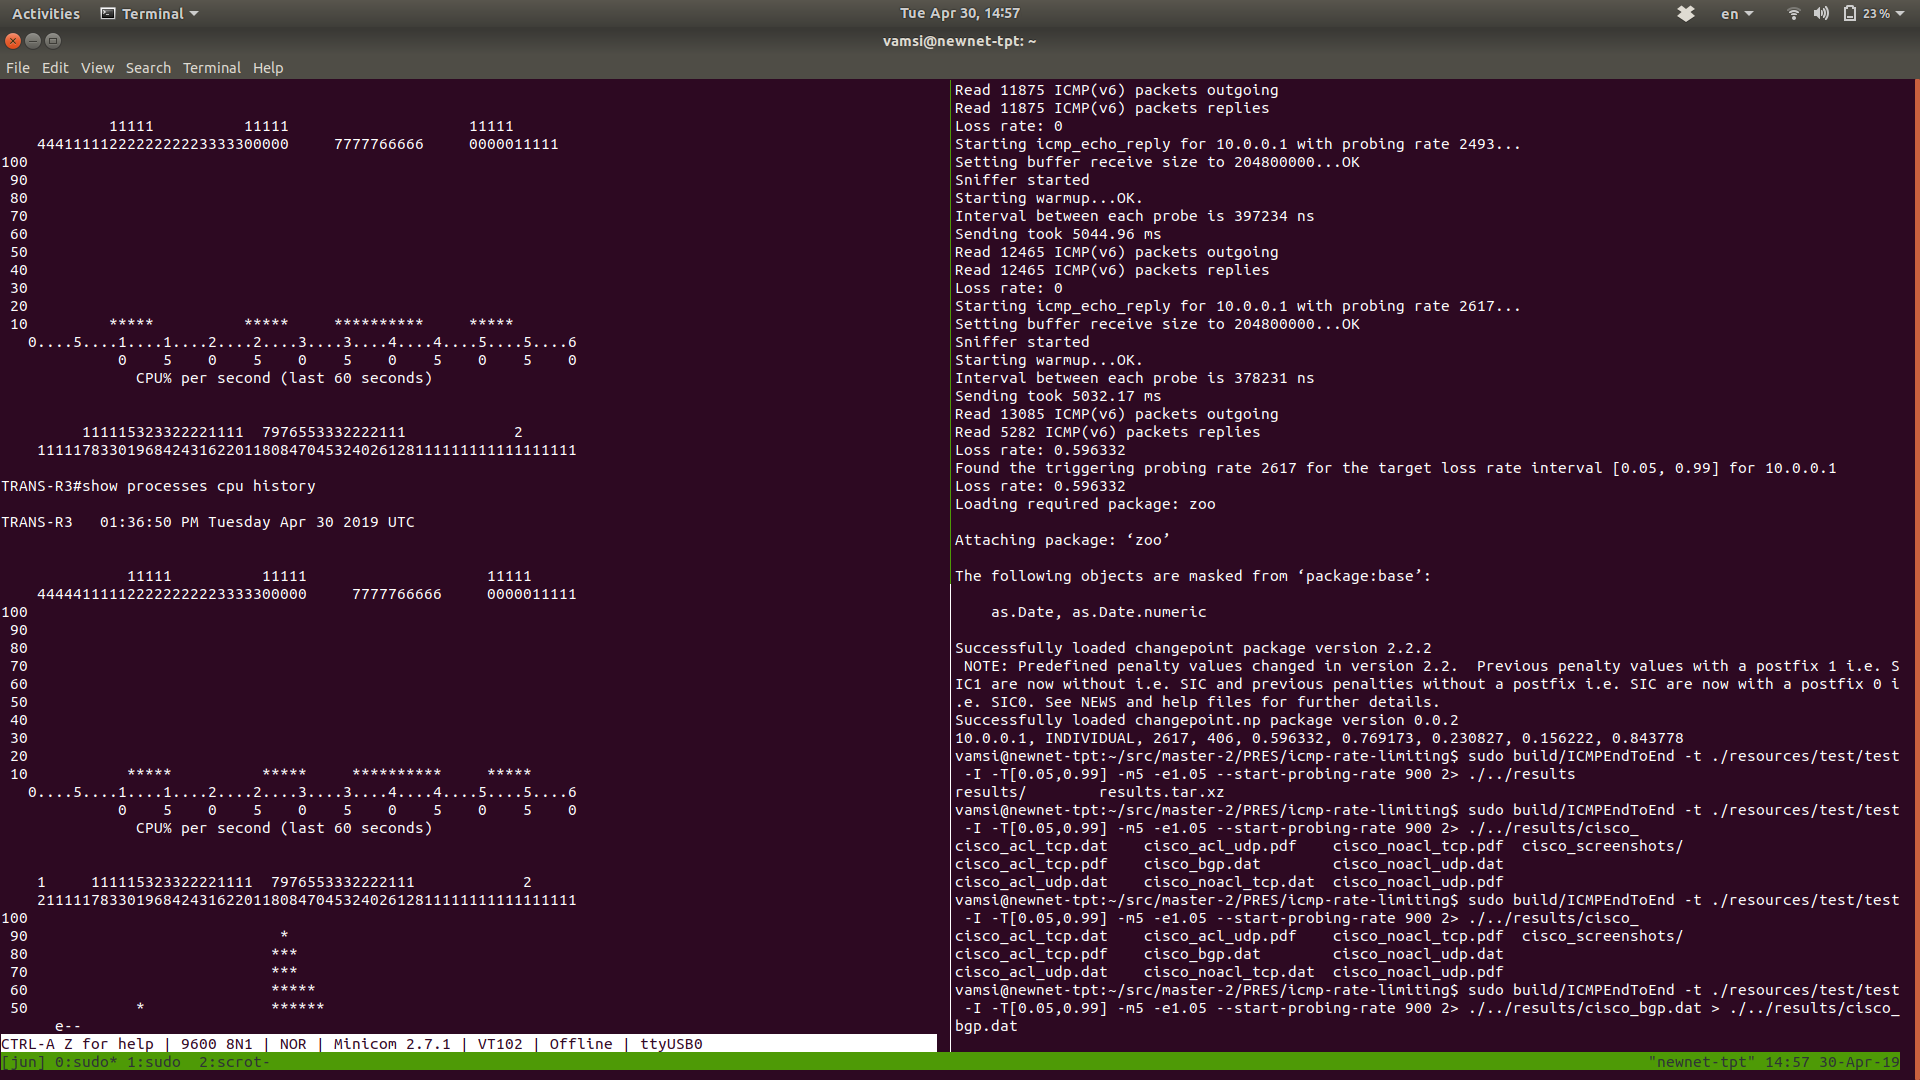 Activities Terminal Tue Apr 30, 14:57 en 23 %
vamsi@newnet-tpt: ~
File Edit View Search Terminal Help
11111          11111                    11111
444111112222222222233333300000     7777766666     0000011111
100
90
80
70
60
50
40
30
20
10         *****          *****     **********     *****
0....5....1....1....2....2....3....3....4....4....5....5....6
0    5    0    5    0    5    0    5    0    5    0
CPU% per second (last 60 seconds)
111115323322221111  7976553332222111            2
111117833019684243162201180847045324026128111111111111111111
TRANS-R3#show processes cpu history
TRANS-R3   01:36:50 PM Tuesday Apr 30 2019 UTC
11111          11111                    11111
444441111122222222223333300000     7777766666     0000011111
100
90
80
70
60
50
40
30
20
10           *****          *****     **********     *****
0....5....1....1....2....2....3....3....4....4....5....5....6
0    5    0    5    0    5    0    5    0    5    0
CPU% per second (last 60 seconds)
1     111115323322221111  7976553332222111            2
211111783301968424316220118084704532402612811111111111111111
100
90                            *
80                           ***
70                           ***
60                           *****
50            *              ******
e--
CTRL-A Z for help | 9600 8N1 | NOR | Minicom 2.7.1 | VT102 | Offline | ttyUSB0
Read 11875 ICMP(v6) packets outgoing
Read 11875 ICMP(v6) packets replies
Loss rate: 0
Starting icmp_echo_reply for 10.0.0.1 with probing rate 2493...
Setting buffer receive size to 204800000...OK
Sniffer started
Starting warmup...OK.
Interval between each probe is 397234 ns
Sending took 5044.96 ms
Read 12465 ICMP(v6) packets outgoing
Read 12465 ICMP(v6) packets replies
Loss rate: 0
Starting icmp_echo_reply for 10.0.0.1 with probing rate 2617...
Setting buffer receive size to 204800000...OK
Sniffer started
Starting warmup...OK.
Interval between each probe is 378231 ns
Sending took 5032.17 ms
Read 13085 ICMP(v6) packets outgoing
Read 5282 ICMP(v6) packets replies
Loss rate: 0.596332
Found the triggering probing rate 2617 for the target loss rate interval [0.05, 0.99] for 10.0.0.1
Loss rate: 0.596332
Loading required package: zoo
Attaching package: ‘zoo’
The following objects are masked from ‘package:base’:
as.Date, as.Date.numeric
Successfully loaded changepoint package version 2.2.2
NOTE: Predefined penalty values changed in version 2.2.  Previous penalty values with a postfix 1 i.e. S
IC1 are now without i.e. SIC and previous penalties without a postfix i.e. SIC are now with a postfix 0 i
.e. SIC0. See NEWS and help files for further details.
Successfully loaded changepoint.np package version 0.0.2
10.0.0.1, INDIVIDUAL, 2617, 406, 0.596332, 0.769173, 0.230827, 0.156222, 0.843778
vamsi@newnet-tpt:~/src/master-2/PRES/icmp-rate-limiting$ sudo build/ICMPEndToEnd -t ./resources/test/test
-I -T[0.05,0.99] -m5 -e1.05 --start-probing-rate 900 2> ./../results
results/        results.tar.xz
vamsi@newnet-tpt:~/src/master-2/PRES/icmp-rate-limiting$ sudo build/ICMPEndToEnd -t ./resources/test/test
-I -T[0.05,0.99] -m5 -e1.05 --start-probing-rate 900 2> ./../results/cisco_
cisco_acl_tcp.dat    cisco_acl_udp.pdf    cisco_noacl_tcp.pdf  cisco_screenshots/
cisco_acl_tcp.pdf    cisco_bgp.dat        cisco_noacl_udp.dat
cisco_acl_udp.dat    cisco_noacl_tcp.dat  cisco_noacl_udp.pdf
vamsi@newnet-tpt:~/src/master-2/PRES/icmp-rate-limiting$ sudo build/ICMPEndToEnd -t ./resources/test/test
-I -T[0.05,0.99] -m5 -e1.05 --start-probing-rate 900 2> ./../results/cisco_
cisco_acl_tcp.dat    cisco_acl_udp.pdf    cisco_noacl_tcp.pdf  cisco_screenshots/
cisco_acl_tcp.pdf    cisco_bgp.dat        cisco_noacl_udp.dat
cisco_acl_udp.dat    cisco_noacl_tcp.dat  cisco_noacl_udp.pdf
vamsi@newnet-tpt:~/src/master-2/PRES/icmp-rate-limiting$ sudo build/ICMPEndToEnd -t ./resources/test/test
-I -T[0.05,0.99] -m5 -e1.05 --start-probing-rate 900 2> ./../results/cisco_bgp.dat > ./../results/cisco_
bgp.dat
[jun] 0:sudo* 1:sudo  2:scrot- "newnet-tpt" 14:57 30-Apr-19